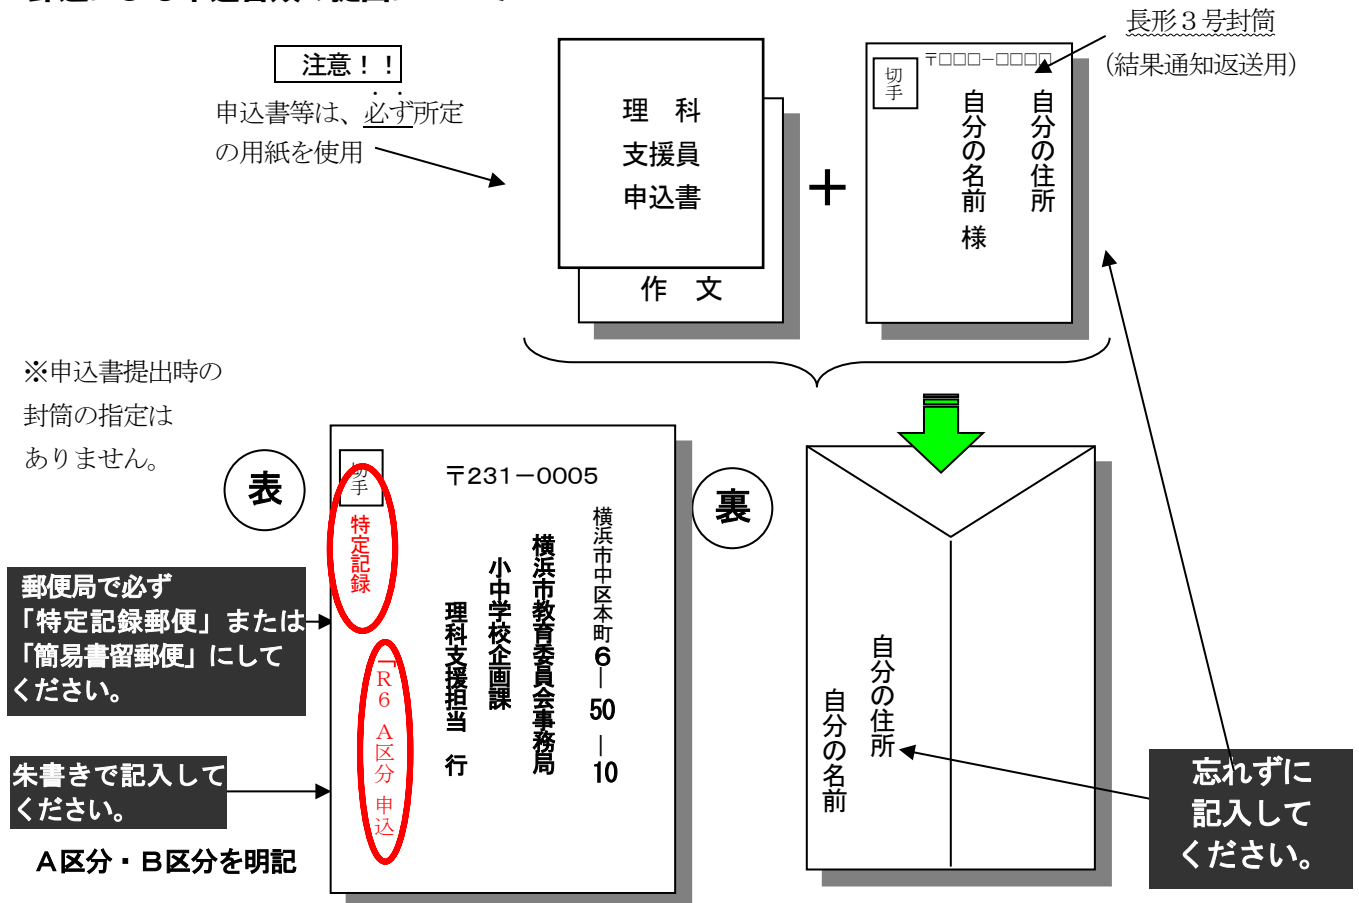 注意！！
申込書等は、必ず所定
の用紙を使用
理　科
支援員
申込書
作　文
＋
切手
〒□□□－□□□□
自分の住所
自分の名前 様
長形３号封筒
(結果通知返送用)
※申込書提出時の
封筒の指定は
ありません。
表
切手
特定記録
「R6 A区分 申込
〒231－0005
横浜市中区本町6－50－10
横浜市教育委員会事務局
小中学校企画課
理科支援担当 行
郵便局で必ず
「特定記録郵便」または
「簡易書留郵便」にして
ください。
朱書きで記入して
ください。
A区分・B区分を明記
裏
自分の住所
自分の名前
忘れずに
記入して
ください。